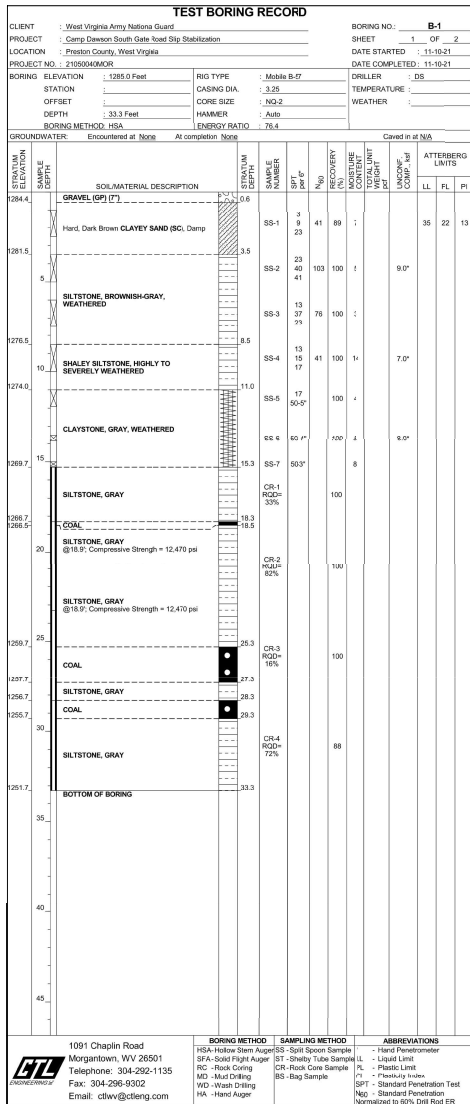 TEST BORING RECORD
CLIENT : West Virginia Army Nationa Guard BORING NO.: B-1
PROJECT : Camp Dawson South Gate Road Slip Stabilization SHEET 1 OF 2
LOCATION : Preston County, West Virginia DATE STARTED : 11-10-21
PROJECT NO. : 21050040MOR DATE COMPLETED : 11-10-21
BORING ELEVATION : 1285.0 Feet RIG TYPE : Mobile B-57 DRILLER : DS
STATION : CASING DIA. : 3.25 TEMPERATURE :
OFFSET : CORE SIZE : NQ-2 WEATHER :
DEPTH : 33.3 Feet HAMMER : Auto
BORING METHOD: HSA ENERGY RATIO : 76.4
GROUNDWATER: Encountered at None At completion None Caved in at N/A
STRATUM ELEVATION SAMPLE DEPTH SOIL/MATERIAL DESCRIPTION STRATUM DEPTH SAMPLE NUMBER SPT per 6" N60 RECOVERY (%) MOISTURE CONTENT TOTAL UNIT WEIGHT pcf UNCONF. COMP., ksf ATTERBERG LIMITS LL FL PI
1284.4 GRAVEL (GP) (7") 0.6
Hard, Dark Brown CLAYEY SAND (SC), Damp SS-1 3 9 23 41 89 35 22 13
1281.5 3.5
5 SS-2 23 40 41 103 100 9.0*
SILTSTONE, BROWNISH-GRAY,
WEATHERED SS-3 13 37 23 76 100
1276.5 8.5
10 SHALEY SILTSTONE, HIGHLY TO
SEVERELY WEATHERED SS-4 13 15 17 41 100 14 7.0*
1274.0 11.0
SS-5 17 50-5" 100
CLAYSTONE, GRAY, WEATHERED
SS-6 100
15
1269.7 15.3 SS-7 503" 8
SILTSTONE, GRAY CR-1 RQD= 33% 100
1266.7 18.3
1266.5 COAL 18.5
SILTSTONE, GRAY
20 @18.9'; Compressive Strengh = 12,470 psi
CR-2 RQD= 82% 100
SILTSTONE, GRAY
@18.9'; Compressive Strength = 12,470 psi
25
1259.7 25.3
COAL CR-3 RQD= 16% 100
1257.7 27.3
1256.7 SILTSTONE, GRAY 28.3
1255.7 COAL 29.3
30
SILTSTONE, GRAY CR-4 RQD= 72% 88
1251.7 33.3
BOTTOM OF BORING
35
40
45
CTL ENGINEERING
1091 Chaplin Road
Morgantown, WV 26501
Telephone: 304-292-1135
Fax: 304-296-9302
Email: ctlwv@ctleng.com
BORING METHOD
HSA-Hollow Stem Auger
SFA-Solid Flight Auger
RC - Rock Coring
MD - Mud Drilling
WD - Wash Drilling
HA - Hand Auger
SAMPLING METHOD
SS - Split Spoon Sample
ST - Shelby Tube Sample
CR - Rock Core Sample
BS - Bag Sample
ABBREVIATIONS
* - Hand Penetrometer
LL - Liquid Limit
PL - Plastic Limit
PI - Plasticity Index
SPT - Standard Penetration Test
N60 - Standard Penetration
Normalized to 60% Drill Rod ER